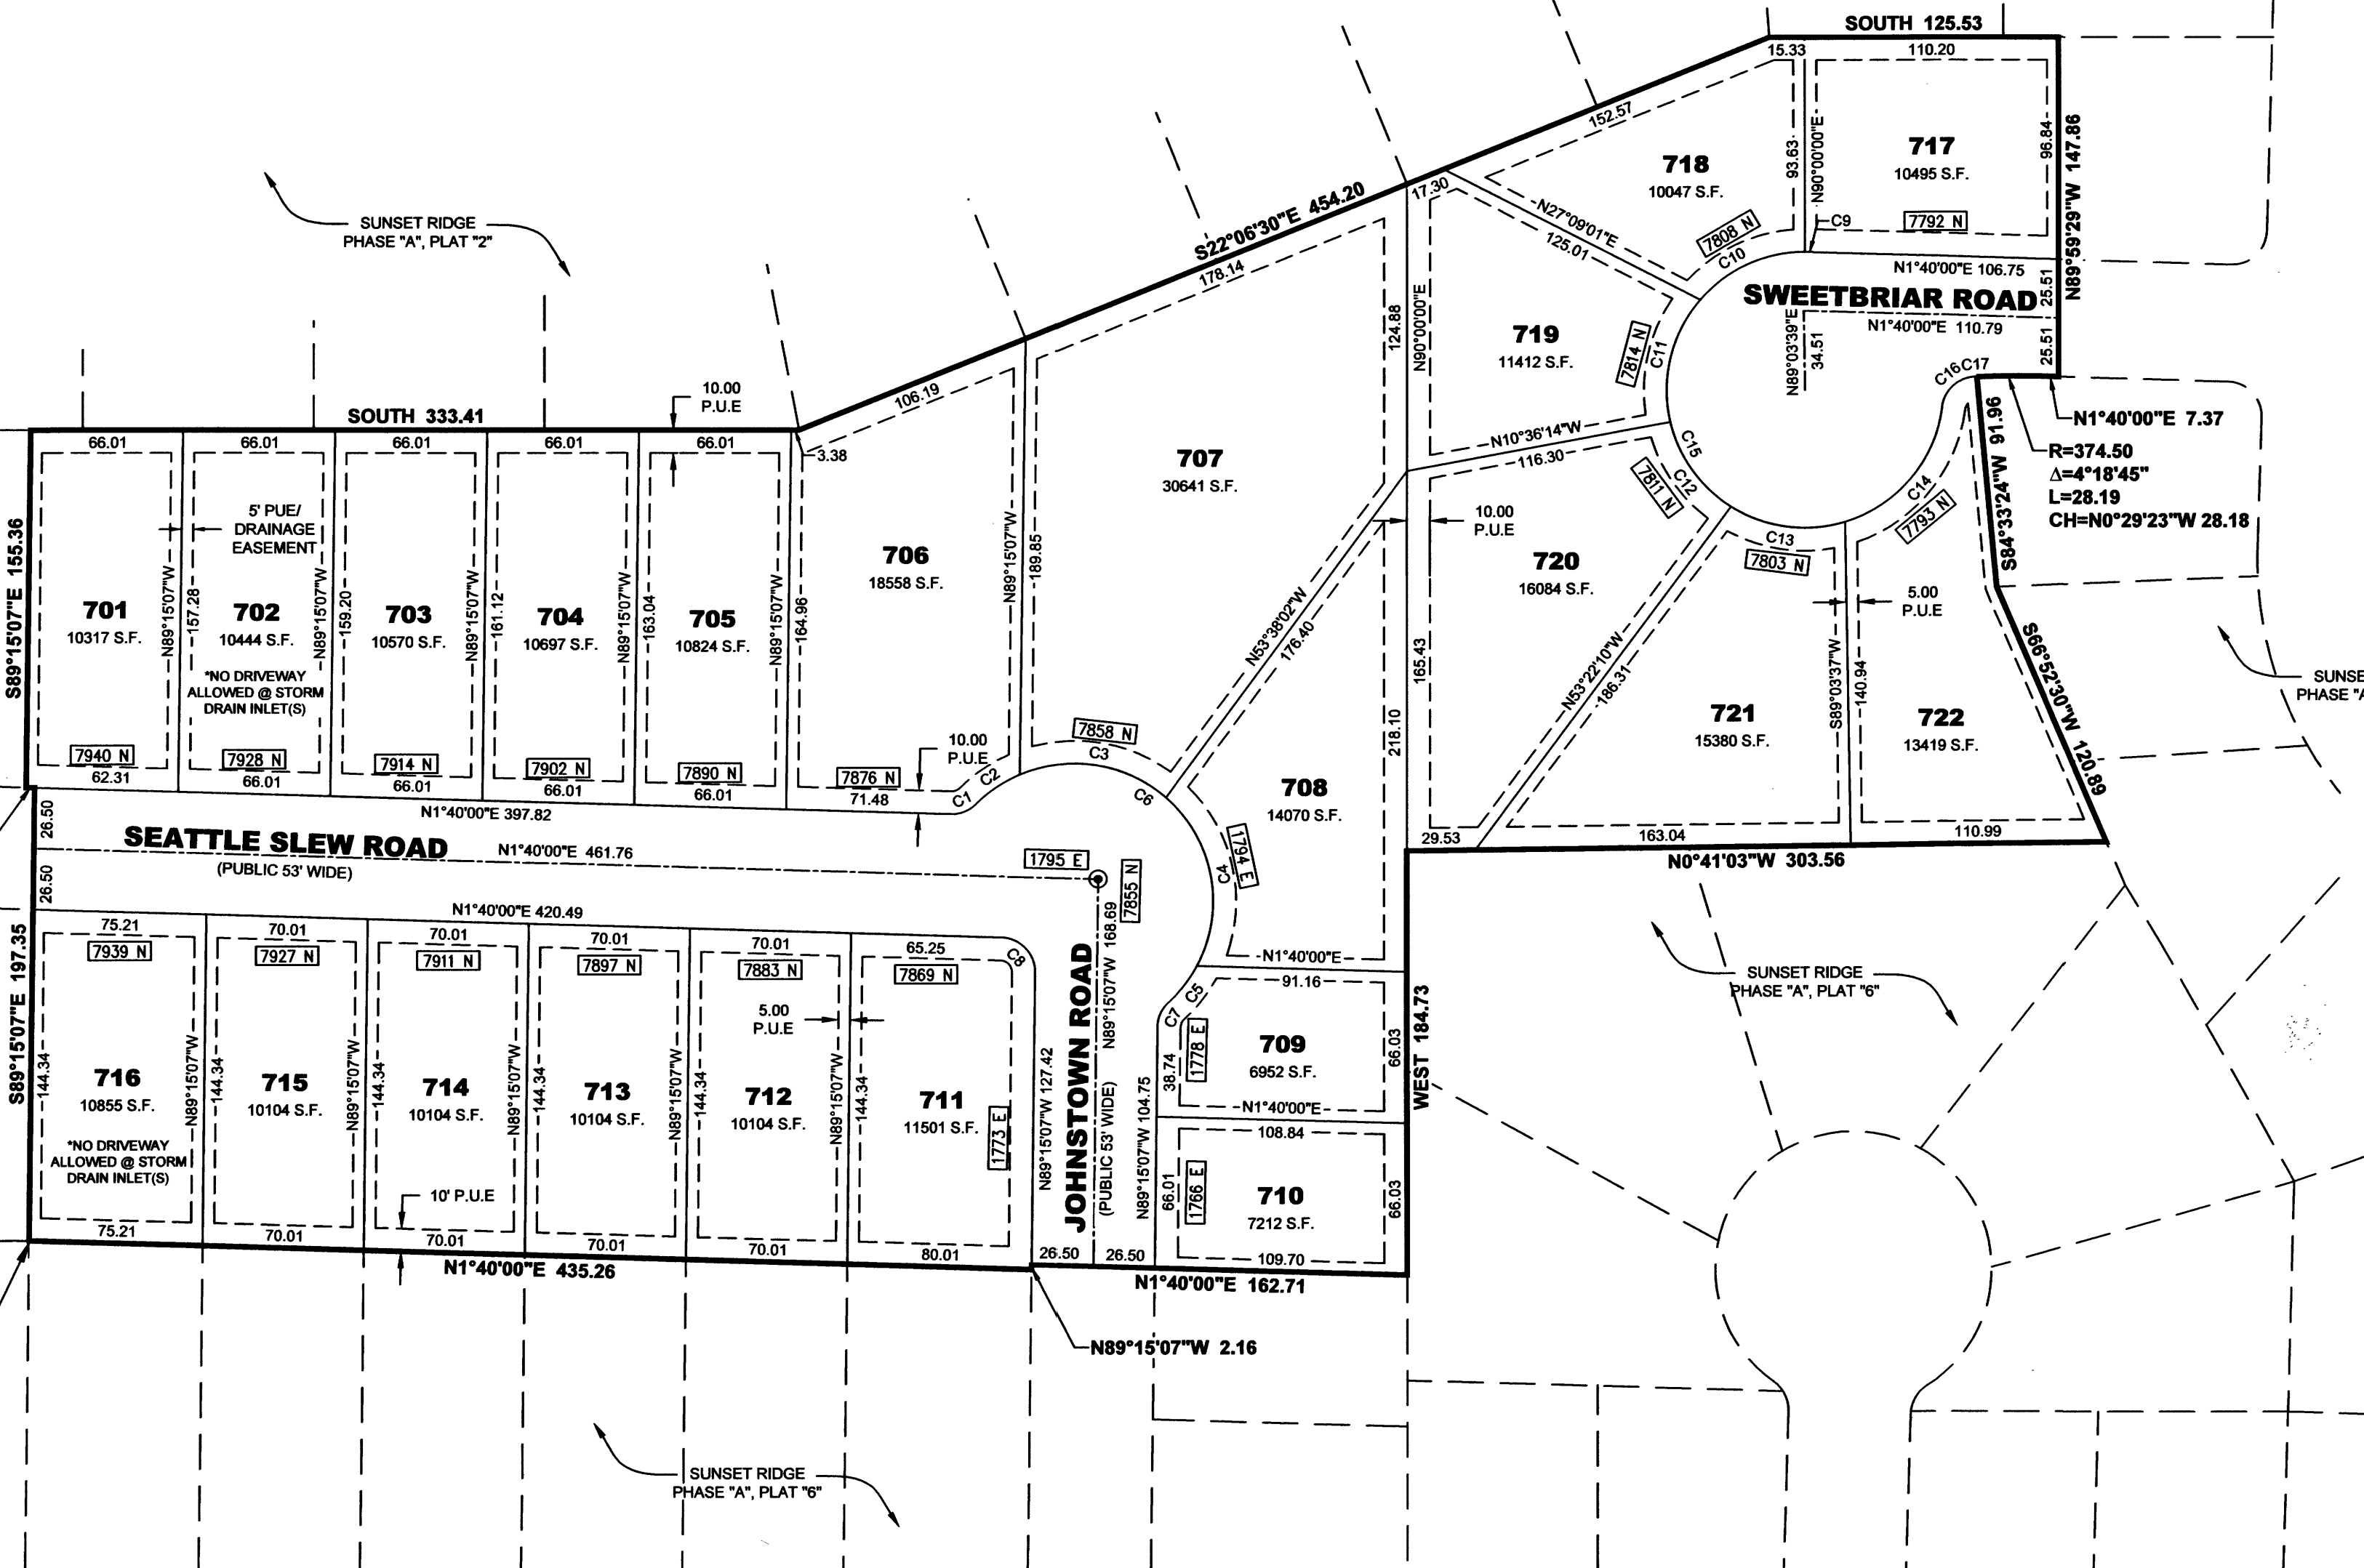 SOUTH 125.53
15.33
110.20
152.57
717
10495 S.F.
96.84
N89°59'29"W 147.86
718
10047 S.F.
93.63
N90°00'00"E
C9
7792 N
7808 N
C10
N1°40'00"E 106.75
25.51
SWEETBRIAR ROAD
N1°40'00"E 110.79
25.51
N89°03'39"E
34.51
C16
C17
N1°40'00"E 7.37
R=374.50
Δ=4°18'45"
L=28.19
CH=N0°29'23"W 28.18
S84°33'24"W 91.96
S66°52'30"W 120.89
SUNSET RIDGE
PHASE "A", PLAT "2"
S22°06'30"E 454.20
178.14
17.30
N27°09'01"E
125.01
124.88
N90°00'00"E
719
11412 S.F.
7814 N
C11
N10°36'14"W
116.30
C15
C12
7811 N
C13
7803 N
C14
7793 N
10.00
P.U.E
720
16084 S.F.
165.43
N53°22'10"W
186.31
721
15380 S.F.
S89°03'37"W
140.94
5.00
P.U.E
722
13419 S.F.
29.53
163.04
110.99
N0°41'03"W 303.56
SUNSE
PHASE "A
SOUTH 333.41
10.00
P.U.E
106.19
3.38
66.01
66.01
66.01
66.01
66.01
S89°15'07"E 155.36
5' PUE/
DRAINAGE
EASEMENT
701
10317 S.F.
N89°15'07"W
157.28
702
10444 S.F.
*NO DRIVEWAY
ALLOWED @ STORM
DRAIN INLET(S)
N89°15'07"W
159.20
703
10570 S.F.
N89°15'07"W
161.12
704
10697 S.F.
N89°15'07"W
163.04
705
10824 S.F.
N89°15'07"W
164.96
706
18558 S.F.
N89°15'07"W
189.85
707
30641 S.F.
N53°38'02"W
176.40
218.10
708
14070 S.F.
7940 N
7928 N
7914 N
7902 N
7890 N
7876 N
7858 N
62.31
66.01
66.01
66.01
66.01
71.48
10.00
P.U.E
C1
C2
C3
C6
C4
1794 E
N1°40'00"E 397.82
26.50
SEATTLE SLEW ROAD
N1°40'00"E 461.76
(PUBLIC 53' WIDE)
26.50
1795 E
7855 N
N1°40'00"E 420.49
75.21
70.01
70.01
70.01
70.01
65.25
C8
7939 N
7927 N
7911 N
7897 N
7883 N
7869 N
S89°15'07"E 197.35
144.34
716
10855 S.F.
*NO DRIVEWAY
ALLOWED @ STORM
DRAIN INLET(S)
N89°15'07"W
144.34
715
10104 S.F.
N89°15'07"W
144.34
714
10104 S.F.
N89°15'07"W
144.34
713
10104 S.F.
N89°15'07"W
144.34
712
10104 S.F.
5.00
P.U.E
N89°15'07"W
144.34
711
11501 S.F.
1773 E
N89°15'07"W 127.42
JOHNSTOWN ROAD
(PUBLIC 53' WIDE)
N89°15'07"W 168.69
N89°15'07"W 104.75
N1°40'00"E
91.16
C5
C7
38.74
1778 E
709
6952 S.F.
66.03
N1°40'00"E
108.84
66.01
1766 E
710
7212 S.F.
66.03
109.70
WEST 184.73
10' P.U.E
75.21
70.01
70.01
70.01
70.01
80.01
26.50
26.50
N1°40'00"E 435.26
N1°40'00"E 162.71
N89°15'07"W 2.16
SUNSET RIDGE
PHASE "A", PLAT "6"
SUNSET RIDGE
PHASE "A", PLAT "6"